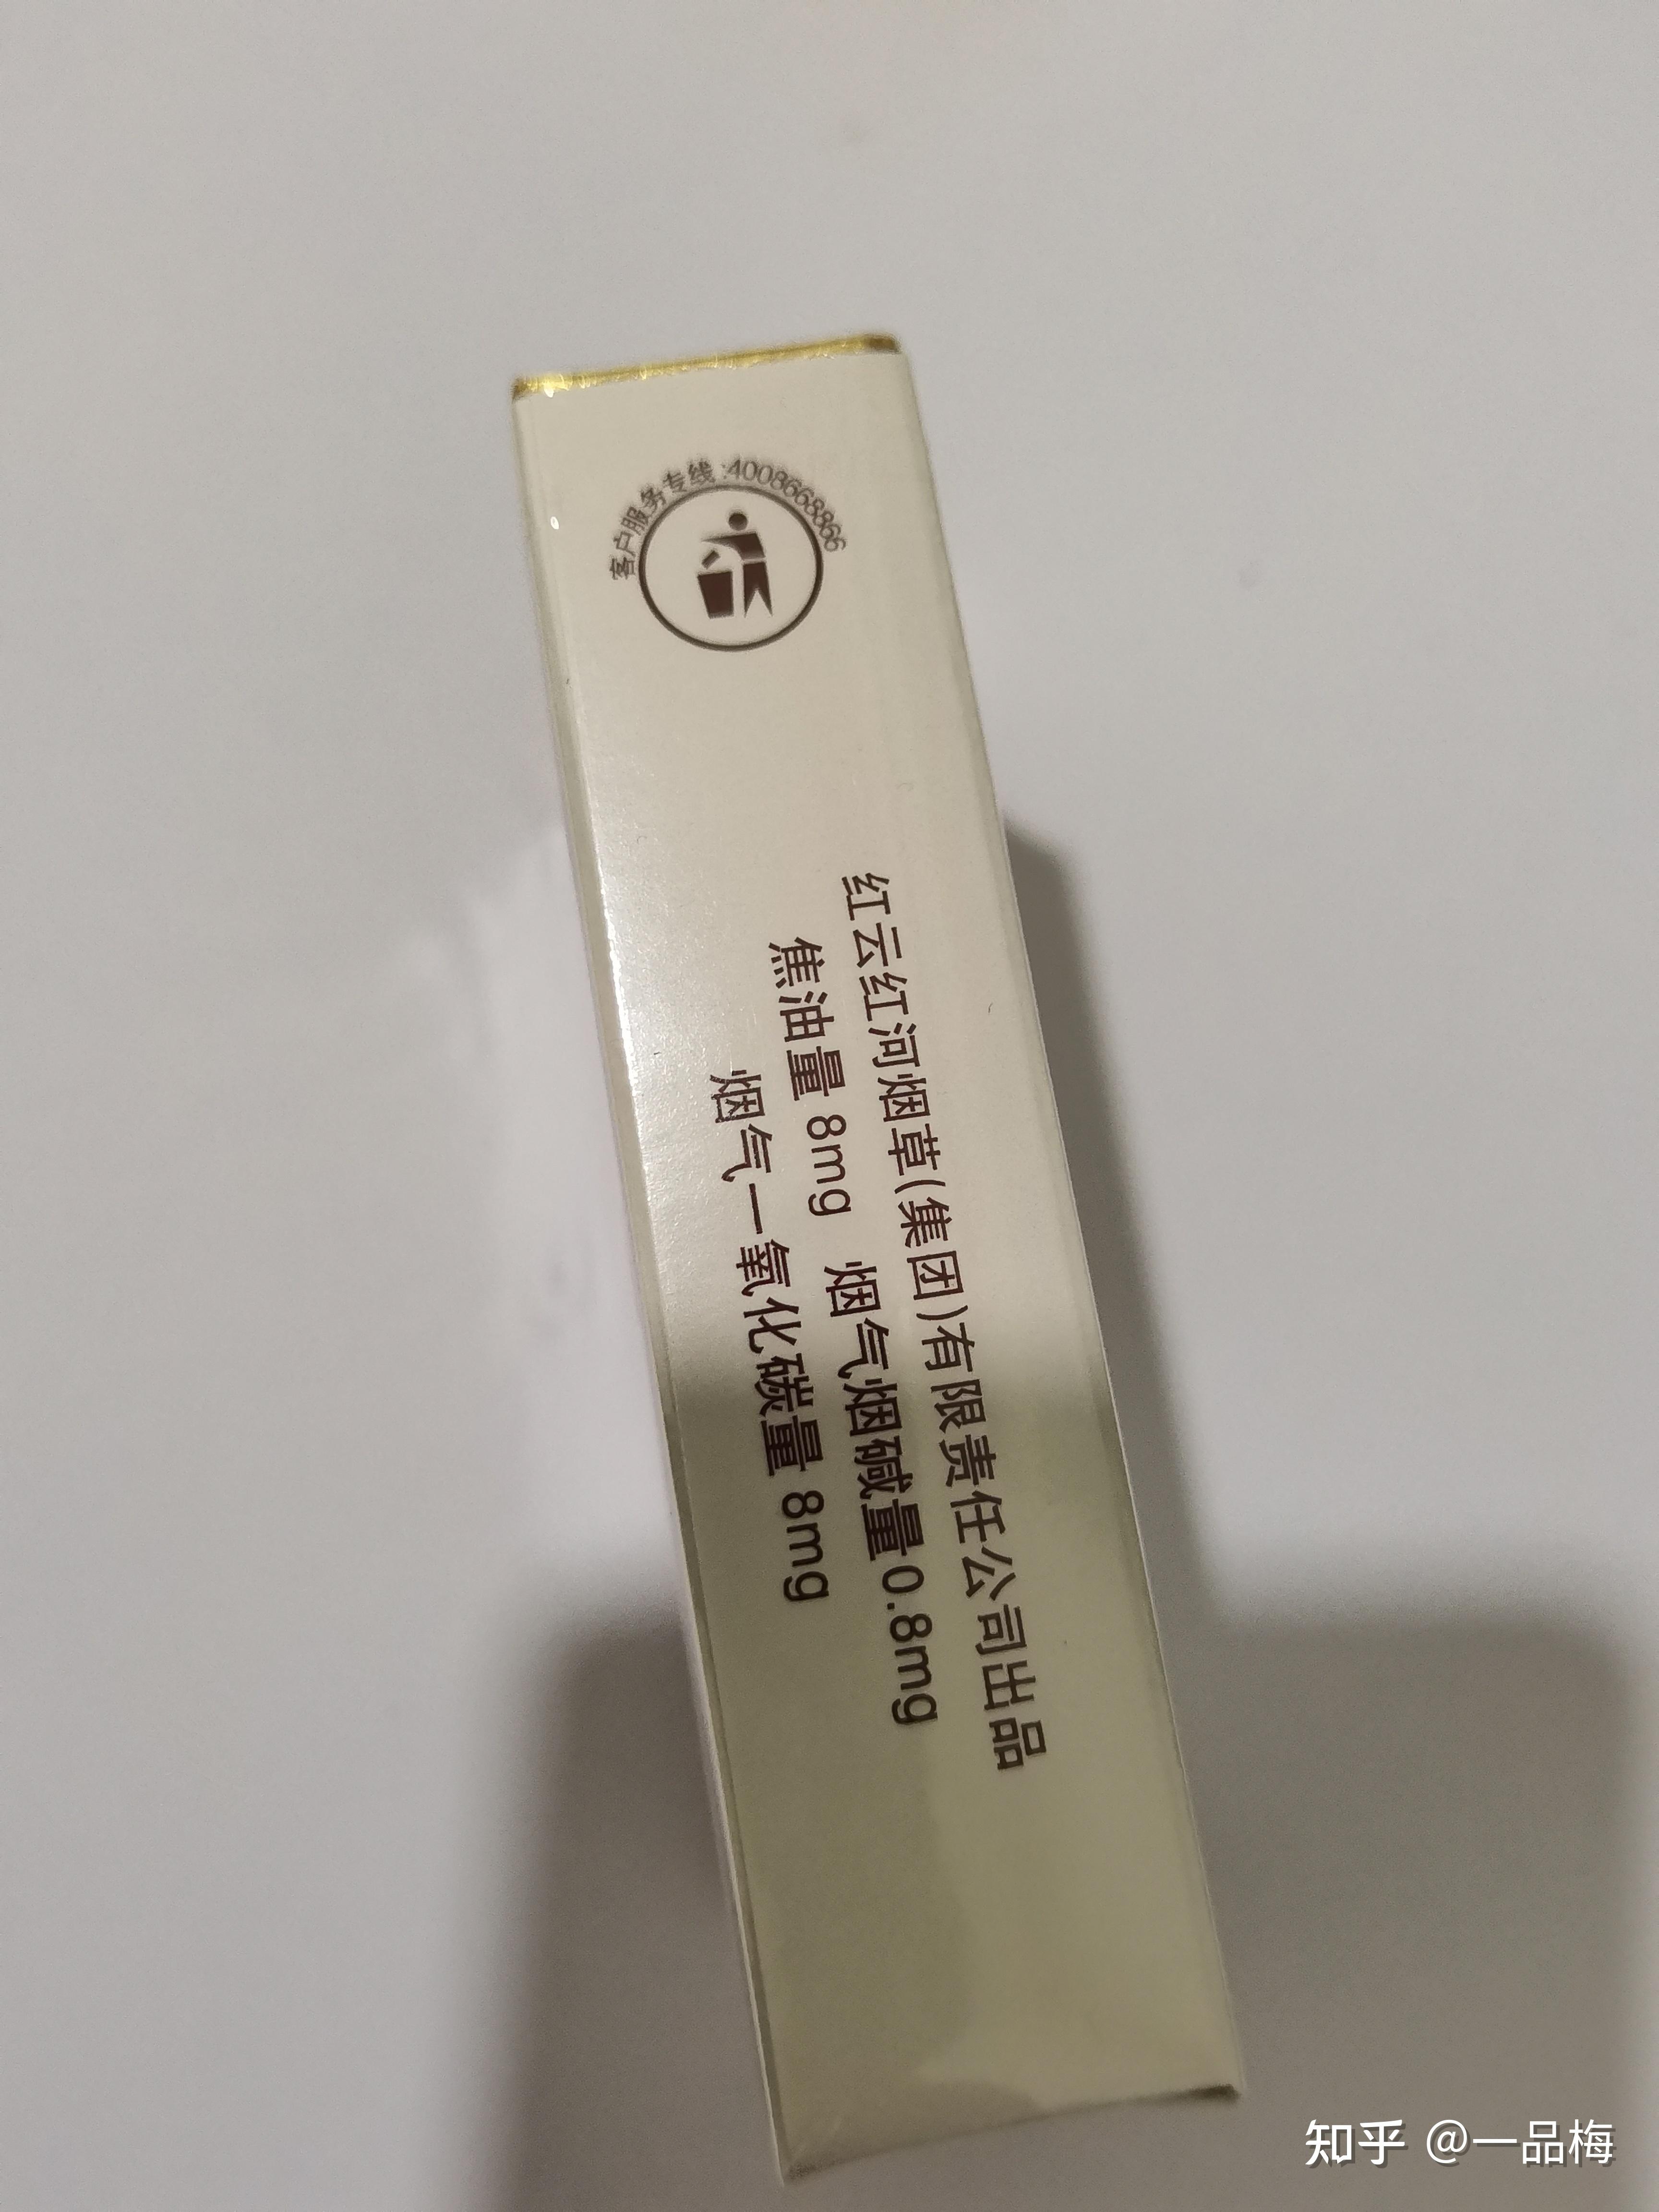 客户服务专线:4008668866
红云红河烟草(集团)有限责任公司出品
焦油量 8mg 烟气烟碱量0.8mg
烟气一氧化碳量 8mg
知乎 @一品梅